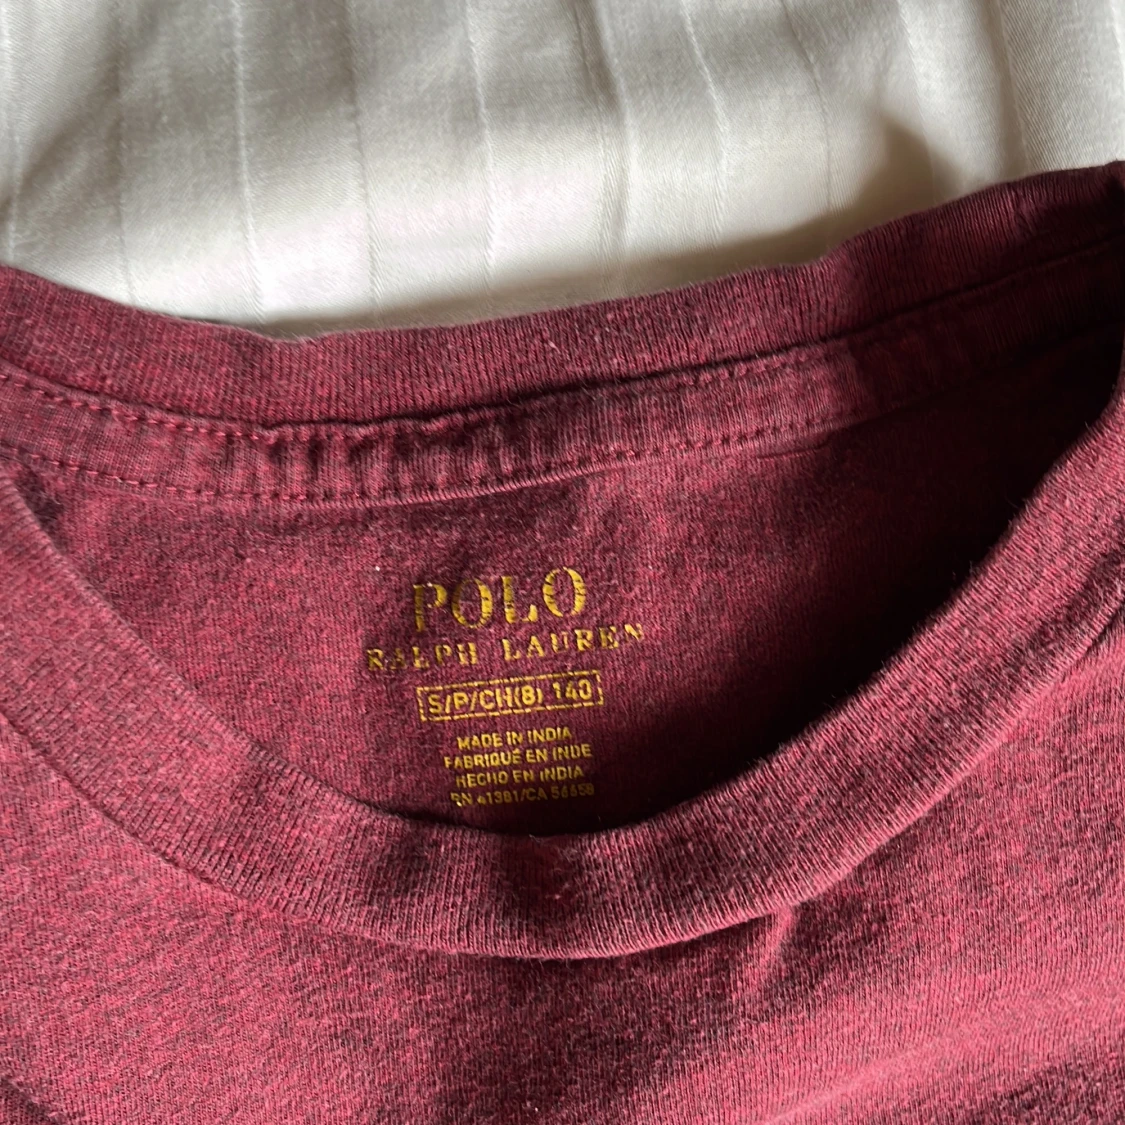 POLO
RALPH LAUREN
S/P/CH(8) 140
MADE IN INDIA
FABRIQUÉ EN INDE
HECHO EN INDIA
RN 41381/CA 56658